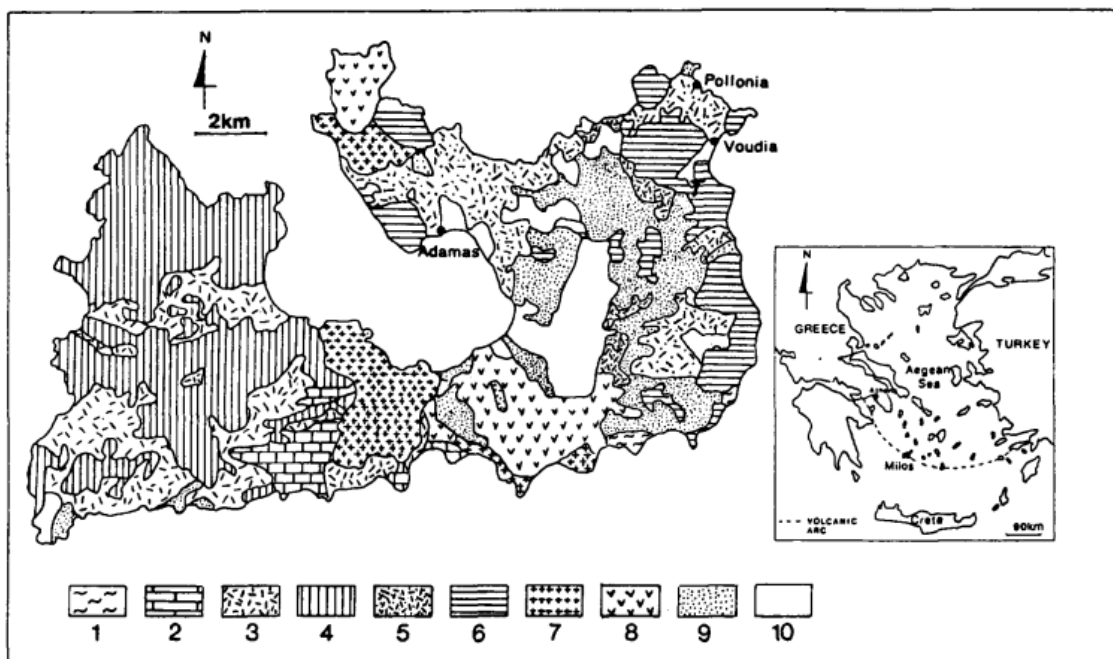 N
2km
Pollonia
Voudia
Adamas
N
GREECE
TURKEY
Aegean
Sea
Milos
Crete
--- VOLCANIC
ARC
90km
1 2 3 4 5 6 7 8 9 10